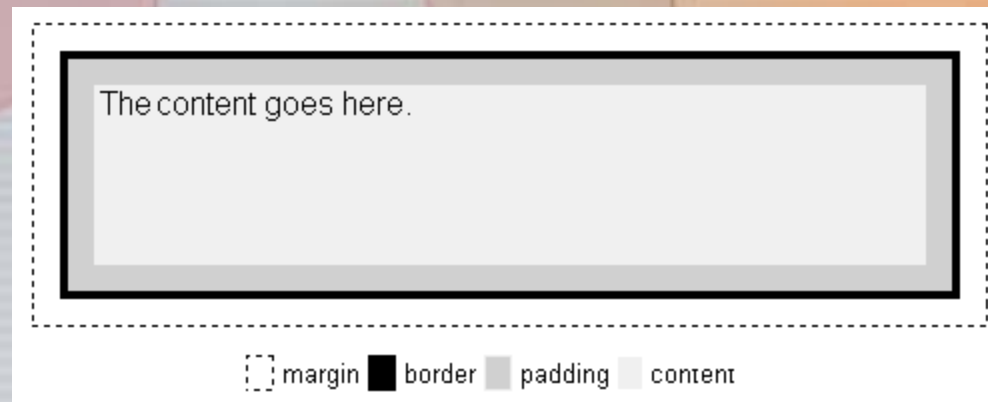 The content goes here.
margin border padding content